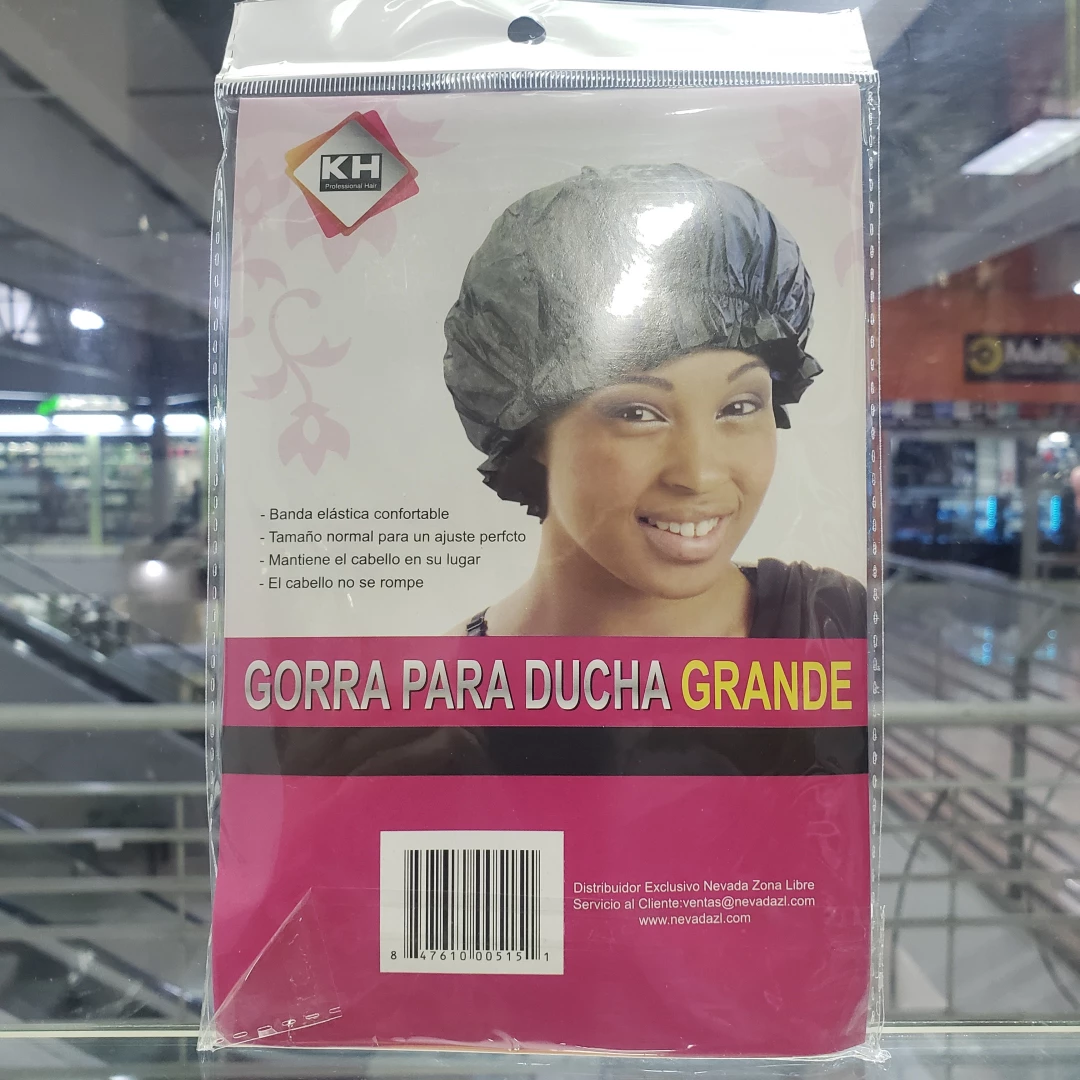 KH
Professional Hair
- Banda elástica confortable
- Tamaño normal para un ajuste perfcto
- Mantiene el cabello en su lugar
- El cabello no se rompe
GORRA PARA DUCHA GRANDE
Distribuidor Exclusivo Nevada Zona Libre
Servicio al Cliente:ventas@nevadazl.com
www.nevadazl.com
8 47610 00515 1